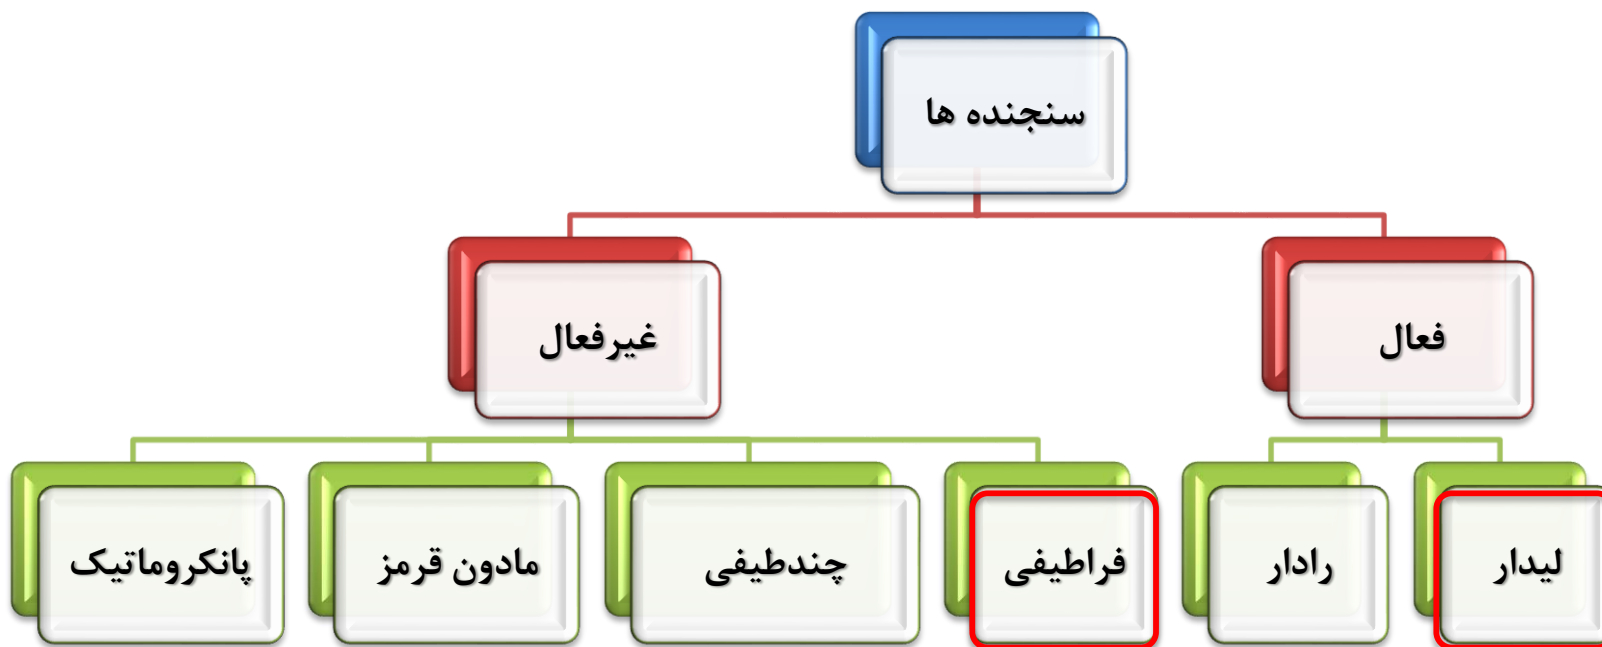 سنجنده ها
فعال
غیرفعال
لیدار
رادار
فراطیفی
چندطیفی
مادون قرمز
پانکروماتیک